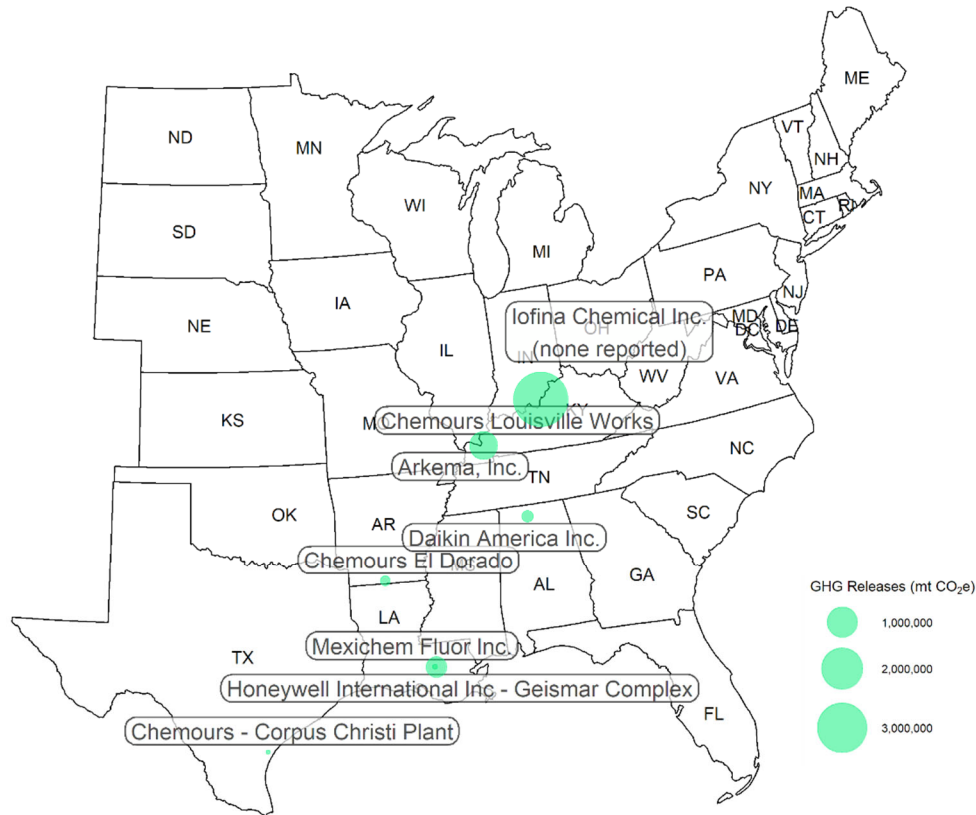 ME
ND
MN
VT
NH
NY
MA
WI
CT
RI
SD
MI
PA
IA
NJ
NE
Iofina Chemical Inc.
(none reported)
OH
MD
DC
DE
IL
IN
WV
VA
KS
MO
KY
Chemours Louisville Works
NC
Arkema, Inc.
TN
OK
AR
SC
Daikin America Inc.
Chemours El Dorado
MS
AL
GA
GHG Releases (mt CO₂e)
LA
1,000,000
Mexichem Fluor Inc.
TX
2,000,000
Honeywell International Inc - Geismar Complex
FL
Chemours - Corpus Christi Plant
3,000,000